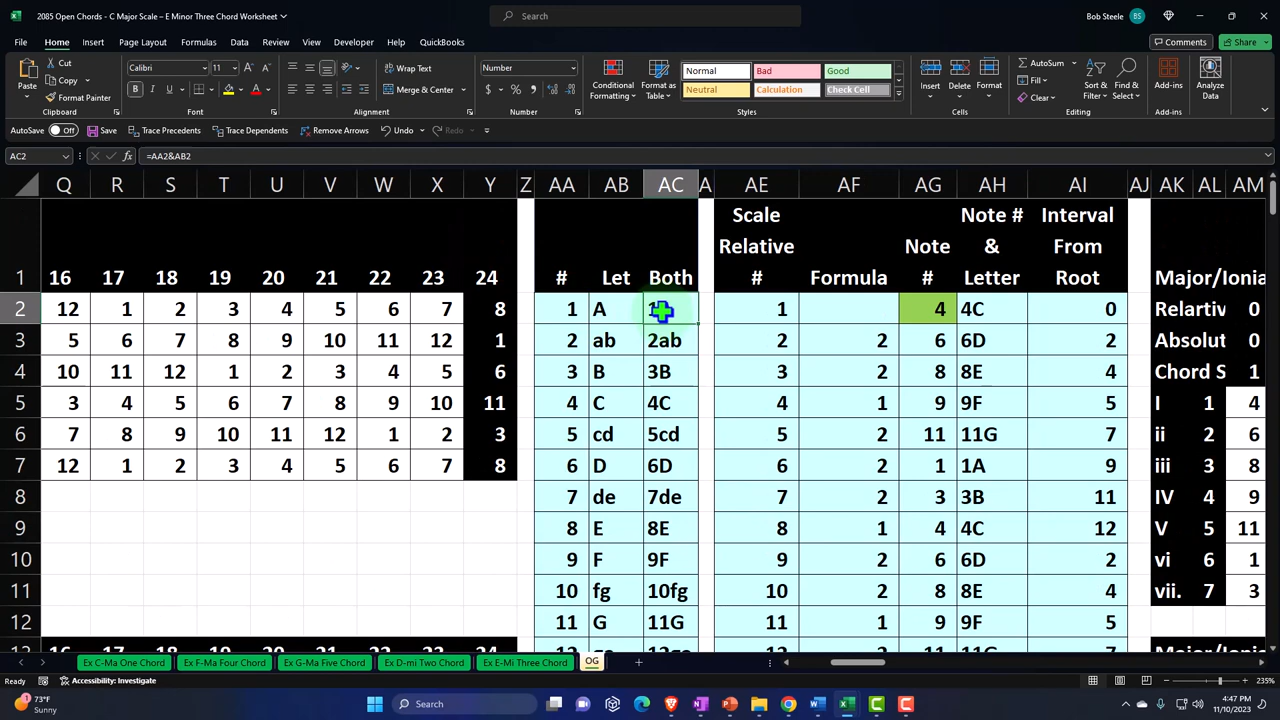 2085 Open Chords - C Major Scale – E Minor Three Chord Worksheet
Search
Bob Steele BS
File Home Insert Page Layout Formulas Data Review View Developer Help QuickBooks
Comments Share
Paste
Cut
Copy
Format Painter
Clipboard
Calibri 11
B I U
Font
Wrap Text
Merge & Center
Alignment
Number
$ %
Number
Conditional Formatting
Format as Table
Normal Bad Good
Neutral Calculation Check Cell
Styles
Insert Delete Format
Cells
AutoSum
Fill
Clear
Sort & Filter
Find & Select
Editing
Add-ins
Add-ins
Analyze Data
AutoSave Off Save Trace Precedents Trace Dependents Remove Arrows Undo Redo
AC2 fx =AA2&AB2
Q R S T U V W X Y Z AA AB AC A AE AF AG AH AI AJ AK AL AM
Scale Note # Interval
Relative Note & From
1 16 17 18 19 20 21 22 23 24 # Let Both # Formula # Letter Root Major/Ionia
2 12 1 2 3 4 5 6 7 8 1 A 1 4 4C 0 Relartiv 0
3 5 6 7 8 9 10 11 12 1 2 ab 2ab 2 2 6 6D 2 Absolut 0
4 10 11 12 1 2 3 4 5 6 3 B 3B 3 2 8 8E 4 Chord S 1
5 3 4 5 6 7 8 9 10 11 4 C 4C 4 1 9 9F 5 I 1 4
6 7 8 9 10 11 12 1 2 3 5 cd 5cd 5 2 11 11G 7 ii 2 6
7 12 1 2 3 4 5 6 7 8 6 D 6D 6 2 1 1A 9 iii 3 8
8 7 de 7de 7 2 3 3B 11 IV 4 9
9 8 E 8E 8 1 4 4C 12 V 5 11
10 9 F 9F 9 2 6 6D 2 vi 6 1
11 10 fg 10fg 10 2 8 8E 4 vii. 7 3
12 11 G 11G 11 1 9 9F 5
16 17 18 19 20 21 22 23 24 2 11 11G 7
Ex C-Ma One Chord Ex F-Ma Four Chord Ex G-Ma Five Chord Ex D-mi Two Chord Ex E-Mi Three Chord OG
Ready Accessibility: Investigate 235%
73°F
Sunny
Search
4:47 PM
11/10/2023